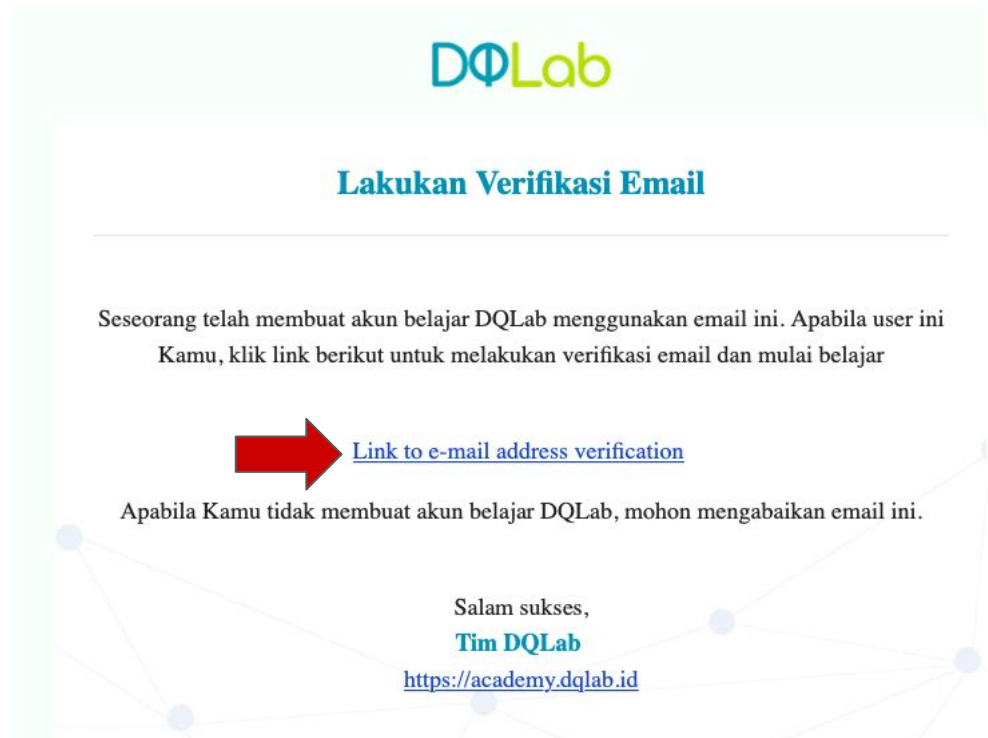 DQLab
Lakukan Verifikasi Email
Seseorang telah membuat akun belajar DQLab menggunakan email ini. Apabila user ini
Kamu, klik link berikut untuk melakukan verifikasi email dan mulai belajar
Link to e-mail address verification
Apabila Kamu tidak membuat akun belajar DQLab, mohon mengabaikan email ini.
Salam sukses,
Tim DQLab
https://academy.dqlab.id